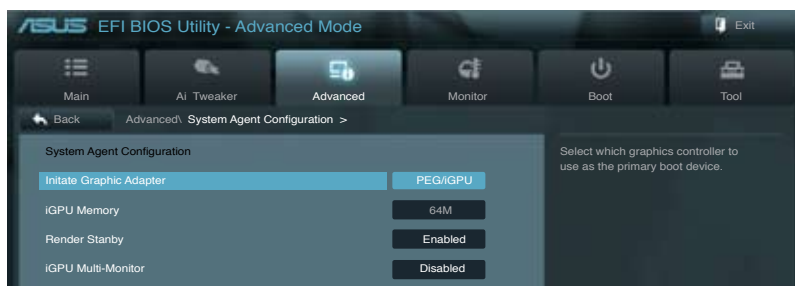 ASUS EFI BIOS Utility - Advanced Mode
Exit
Main Ai Tweaker Advanced Monitor Boot Tool
Back Advanced\ System Agent Configuration >
System Agent Configuration
Initate Graphic Adapter PEG/iGPU
iGPU Memory 64M
Render Stanby Enabled
iGPU Multi-Monitor Disabled
Select which graphics controller to
use as the primary boot device.